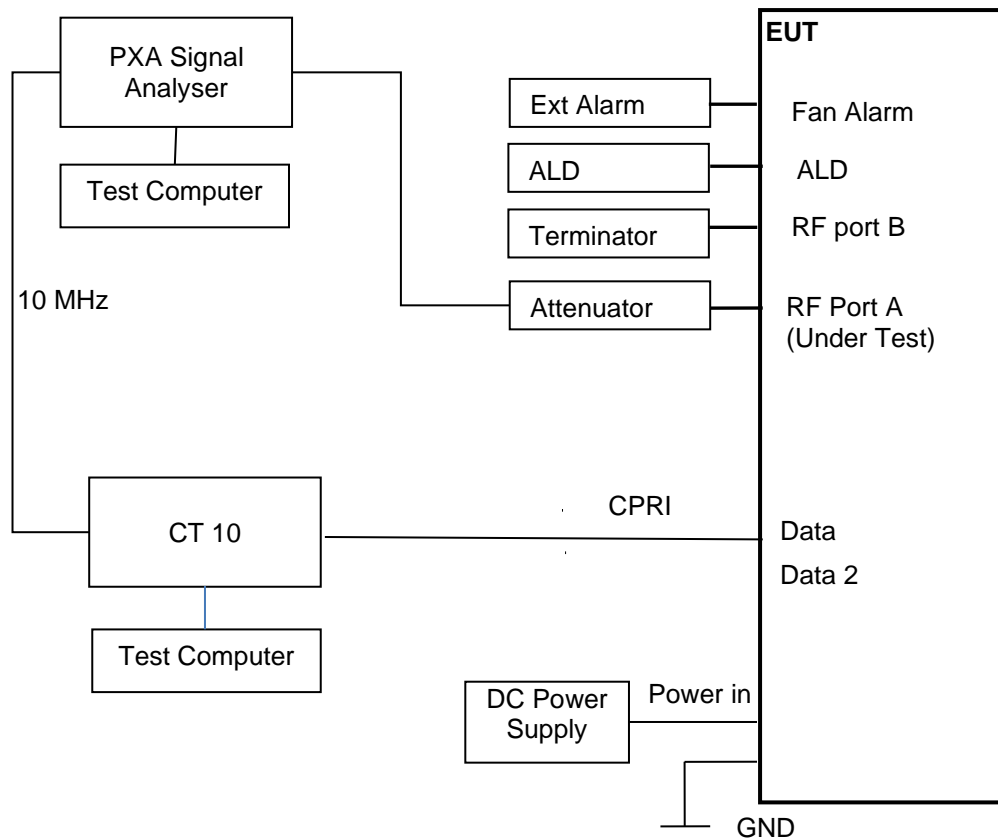 EUT
PXA Signal
Analyser
Ext Alarm
Fan Alarm
Test Computer
ALD
ALD
Terminator
RF port B
10 MHz
Attenuator
RF Port A
(Under Test)
CPRI
CT 10
Data
Data 2
Test Computer
DC Power
Supply
Power in
GND